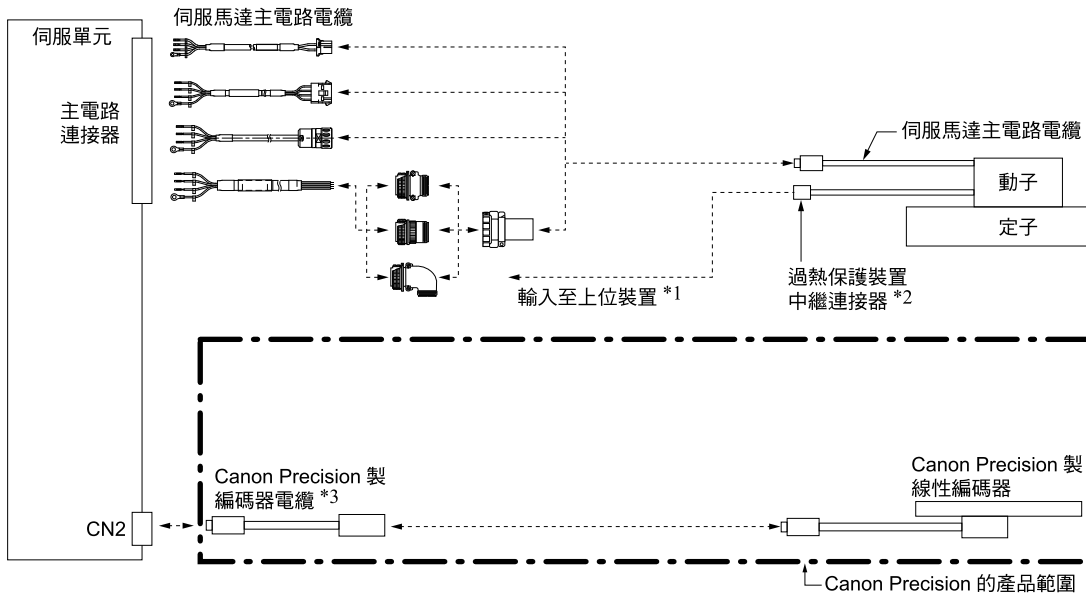 伺服馬達主電路電纜
伺服單元
主電路
連接器
伺服馬達主電路電纜
動子
定子
過熱保護裝置
中繼連接器 *2
輸入至上位裝置 *1
Canon Precision 製
編碼器電纜 *3
Canon Precision 製
線性編碼器
CN2
Canon Precision 的產品範圍